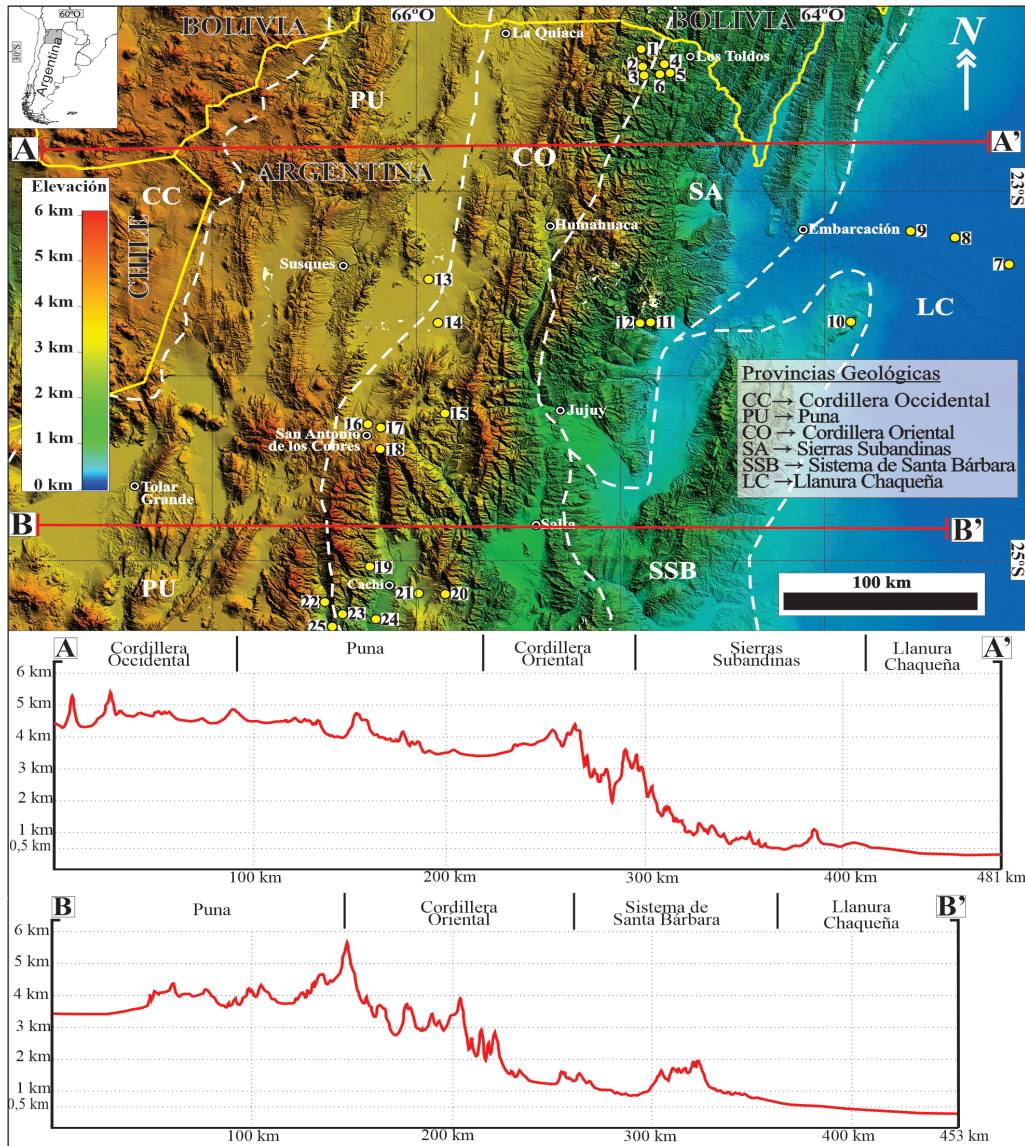 60ºO
30ºS
Argentina
BOLIVIA
66ºO
BOLIVIA
64ºO
La Quiaca
N
1
2
3
4
5
6
Los Toldos
PU
A
A’
CO
ARGENTINA
SA
23ºS
Elevación
6 km
5 km
4 km
3 km
2 km
1 km
0 km
CC
CHILE
Humahuaca
Embarcación
9
8
7
Susques
13
14
12
11
10
LC
Provincias Geológicas
CC→ Cordillera Occidental
PU → Puna
CO → Cordillera Oriental
SA → Sierras Subandinas
SSB → Sistema de Santa Bárbara
LC →Llanura Chaqueña
15
Jujuy
16
17
San Antonio
de los Cobres
18
Tolar
Grande
B
Salta
B’
PU
19
Cachi
21
20
SSB
25ºS
100 km
22
23
24
25
A
Cordillera
Occidental
Puna
Cordillera
Oriental
Sierras
Subandinas
Llanura
Chaqueña
A’
6 km
5 km
4 km
3 km
2 km
1 km
0,5 km
100 km
200 km
300 km
400 km
481 km
B
Puna
Cordillera
Oriental
Sistema de
Santa Bárbara
Llanura
Chaqueña
B’
6 km
5 km
4 km
3 km
2 km
1 km
0,5 km
100 km
200 km
300 km
400 km
453 km